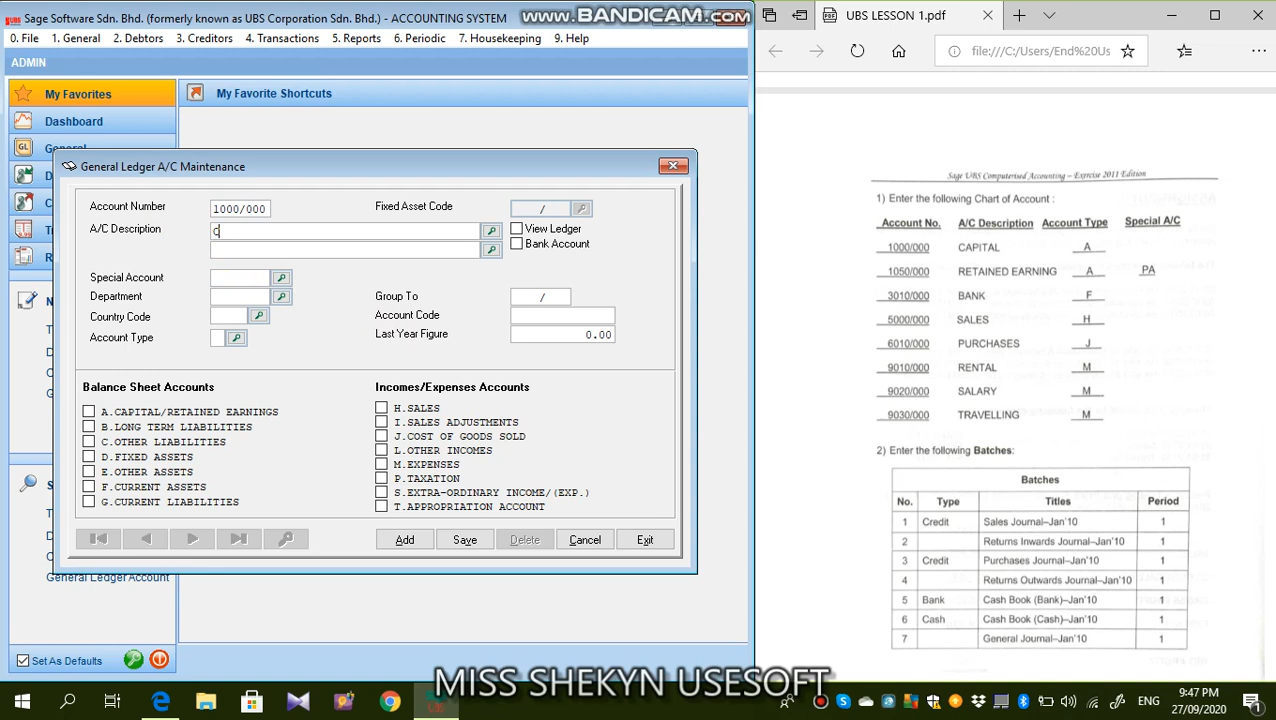 Sage Software Sdn. Bhd. (formerly known as UBS Corporation Sdn. Bhd.) - ACCOUNTING SYSTEM
www.BANDICAM.com
0. File 1. General 2. Debtors 3. Creditors 4. Transactions 5. Reports 6. Periodic 7. Housekeeping 9. Help
ADMIN
My Favorites
My Favorite Shortcuts
Dashboard
General Ledger A/C Maintenance
Account Number 1000/000
Fixed Asset Code /
A/C Description C
View Ledger
Bank Account
Special Account
Department
Group To /
Country Code
Account Code
Account Type
Last Year Figure 0.00
Balance Sheet Accounts
A.CAPITAL/RETAINED EARNINGS
B.LONG TERM LIABILITIES
C.OTHER LIABILITIES
D.FIXED ASSETS
E.OTHER ASSETS
F.CURRENT ASSETS
G.CURRENT LIABILITIES
Incomes/Expenses Accounts
H.SALES
I.SALES ADJUSTMENTS
J.COST OF GOODS SOLD
L.OTHER INCOMES
M.EXPENSES
P.TAXATION
S.EXTRA-ORDINARY INCOME/(EXP.)
T.APPROPRIATION ACCOUNT
Add Save Delete Cancel Exit
General Ledger Account
Set As Defaults
UBS LESSON 1.pdf
file:///C:/Users/End%20Us
Sage UBS Computerised Accounting – Exercise 2011 Edition
1) Enter the following Chart of Account :
Account No. A/C Description Account Type Special A/C
1000/000 CAPITAL A
1050/000 RETAINED EARNING A PA
3010/000 BANK F
5000/000 SALES H
6010/000 PURCHASES J
9010/000 RENTAL M
9020/000 SALARY M
9030/000 TRAVELLING M
2) Enter the following Batches:
Batches
No. Type Titles Period
1 Credit Sales Journal–Jan'10 1
2 Returns Inwards Journal–Jan'10 1
3 Credit Purchases Journal–Jan'10 1
4 Returns Outwards Journal–Jan'10 1
5 Bank Cash Book (Bank)–Jan'10 1
6 Cash Cash Book (Cash)–Jan'10 1
7 General Journal–Jan'10 1
MISS SHEKYN USESOFT
ENG
9:47 PM
27/09/2020